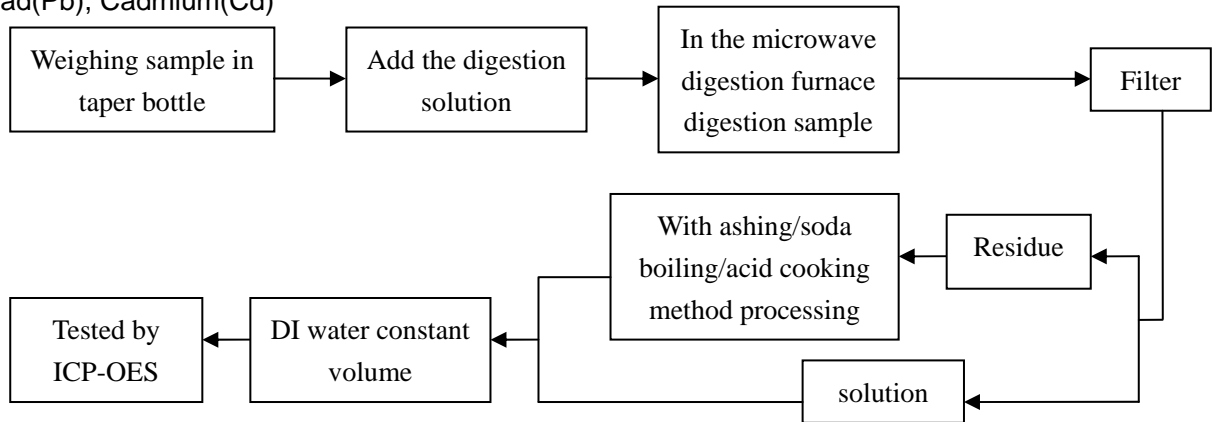 Cadmium(Cd)
Weighing sample in
taper bottle
Add the digestion
solution
In the microwave
digestion furnace
digestion sample
Filter
With ashing/soda
boiling/acid cooking
method processing
Residue
Tested by
ICP-OES
DI water constant
volume
solution